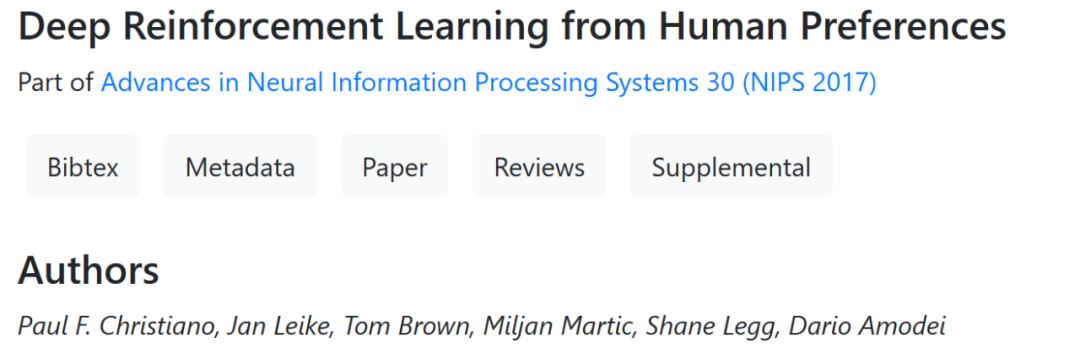 Deep Reinforcement Learning from Human Preferences
Part of Advances in Neural Information Processing Systems 30 (NIPS 2017)
Bibtex Metadata Paper Reviews Supplemental
Authors
Paul F. Christiano, Jan Leike, Tom Brown, Miljan Martic, Shane Legg, Dario Amodei